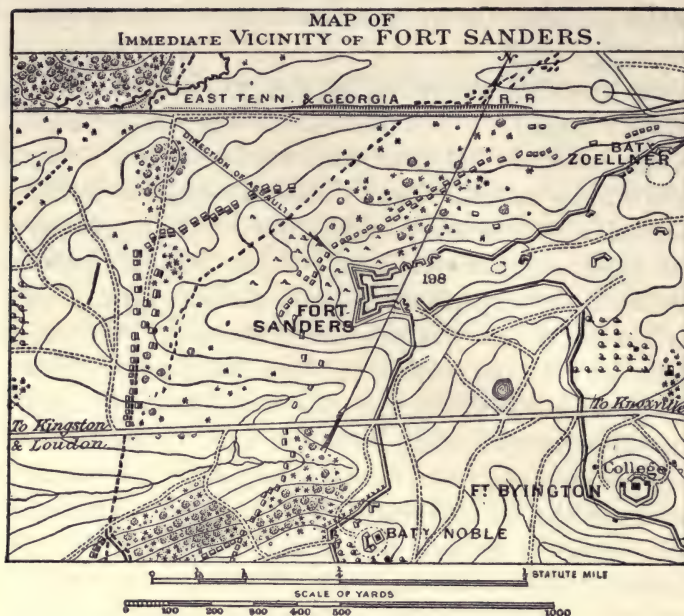 MAP OF
IMMEDIATE VICINITY OF FORT SANDERS.
EAST TENN. & GEORGIA R.R
DIRECTION OF ASSAULT
BATY
ZOELLNER
198
FORT
SANDERS
To Kingston
& Loudon
To Knoxville
College
FT BYINGTON
BATY NOBLE
STATUTE MILE
SCALE OF YARDS
0 100 200 300 400 500 1000